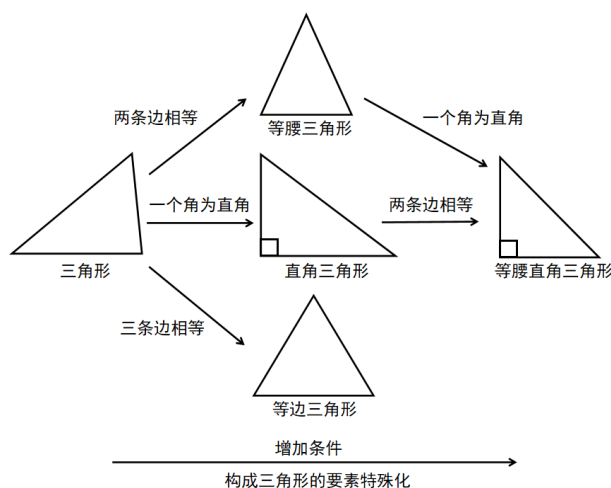 两条边相等
等腰三角形
一个角为直角
一个角为直角
两条边相等
三角形
直角三角形
等腰直角三角形
三条边相等
等边三角形
增加条件
构成三角形的要素特殊化